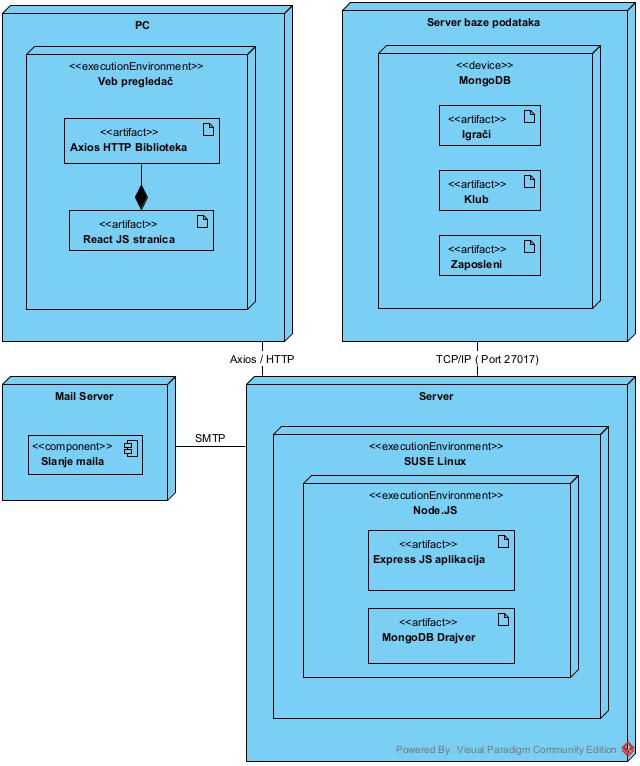 PC
<<executionEnvironment>>
Veb pregledač
<<artifact>>
Axios HTTP Biblioteka
<<artifact>>
React JS stranica
Server baze podataka
<<device>>
MongoDB
<<artifact>>
Igrači
<<artifact>>
Klub
<<artifact>>
Zaposleni
Axios / HTTP
TCP/IP ( Port 27017)
Mail Server
<<component>>
Slanje maila
SMTP
Server
<<executionEnvironment>>
SUSE Linux
<<executionEnvironment>>
Node.JS
<<artifact>>
Express JS aplikacija
<<artifact>>
MongoDB Drajver
Powered By Visual Paradigm Community Edition